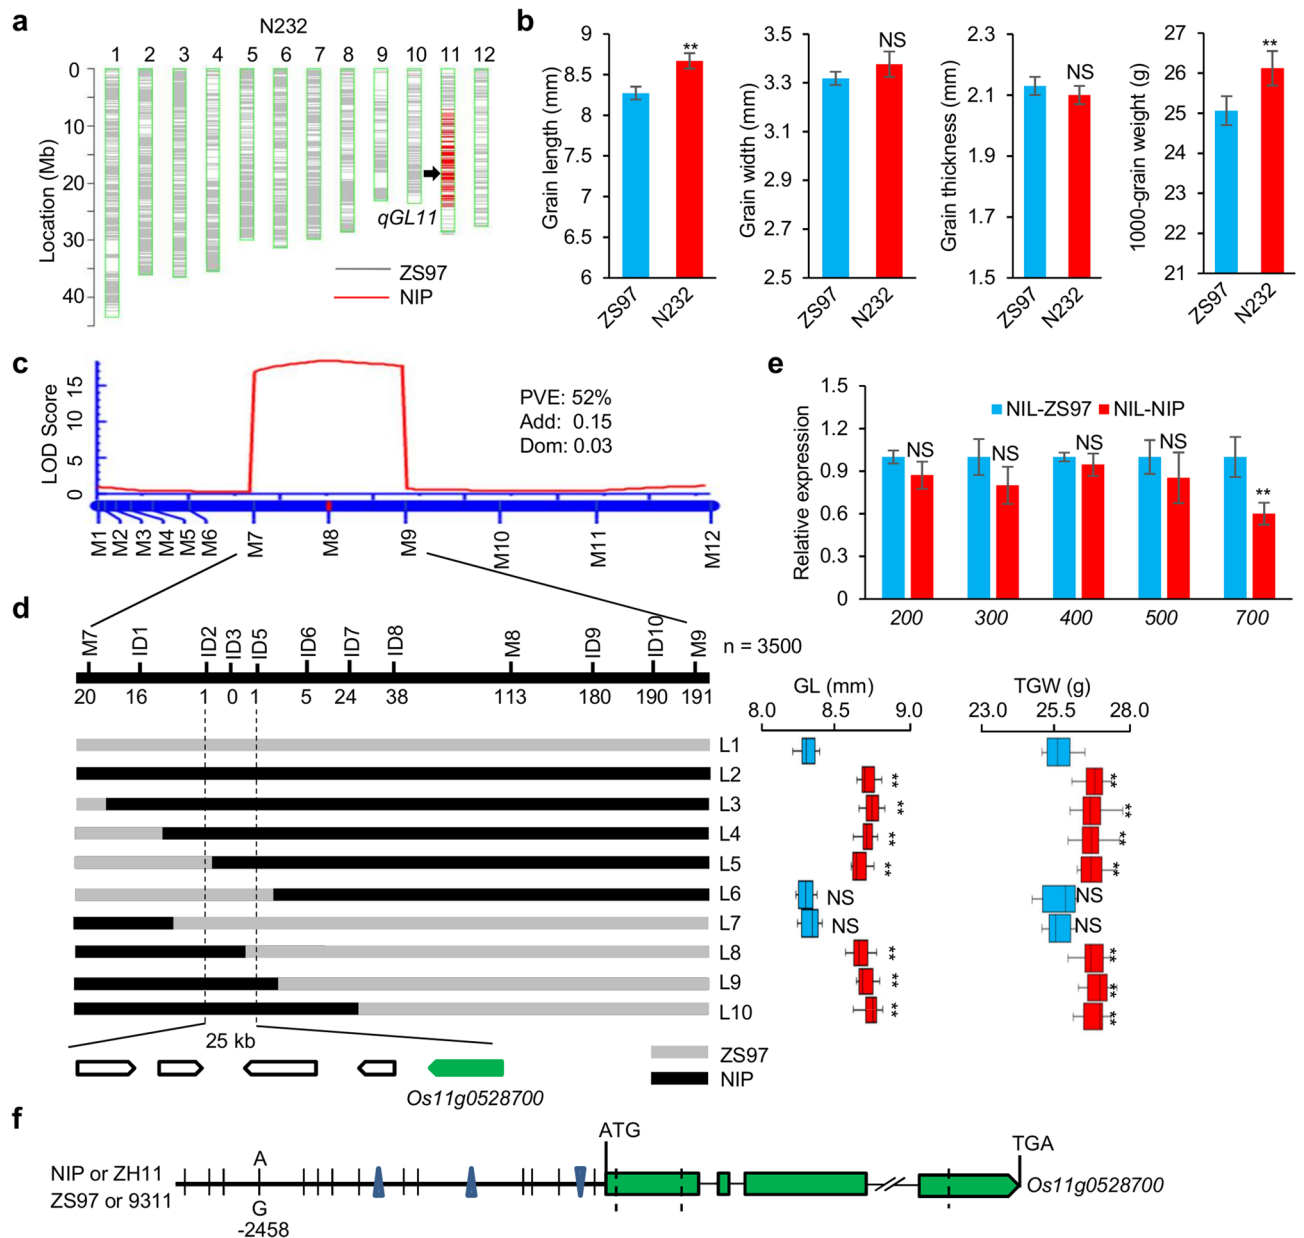 a
N232
1 2 3 4 5 6 7 8 9 10 11 12
0
10
20
30
40
Location (Mb)
qGL11
ZS97
NIP
b
9
8.5
8
7.5
7
6.5
6
Grain length (mm)
**
ZS97
N232
3.5
3.3
3.1
2.9
2.7
2.5
Grain width (mm)
NS
ZS97
N232
2.3
2.1
1.9
1.7
1.5
Grain thickness (mm)
NS
ZS97
N232
27
26
25
24
23
22
21
1000-grain weight (g)
**
ZS97
N232
c
LOD Score
15
10
5
0
PVE: 52%
Add: 0.15
Dom: 0.03
M1 M2 M3 M4 M5 M6 M7 M8 M9 M10 M11 M12
e
1.5
1.2
0.9
0.6
0.3
0
Relative expression
NIL-ZS97 NIL-NIP
NS NS NS NS **
200 300 400 500 700
d
M7 ID1 ID2 ID3 ID5 ID6 ID7 ID8 M8 ID9 ID10 M9
n = 3500
20 16 1 0 1 5 24 38 113 180 190 191
GL (mm)
8.0 8.5 9.0
TGW (g)
23.0 25.5 28.0
L1
L2 ** **
L3 ** **
L4 ** **
L5 ** **
L6 NS NS
L7 NS NS
L8 ** **
L9 ** **
L10 ** **
25 kb
Os11g0528700
ZS97
NIP
f
ATG
TGA
NIP or ZH11
A
ZS97 or 9311
G
-2458
Os11g0528700